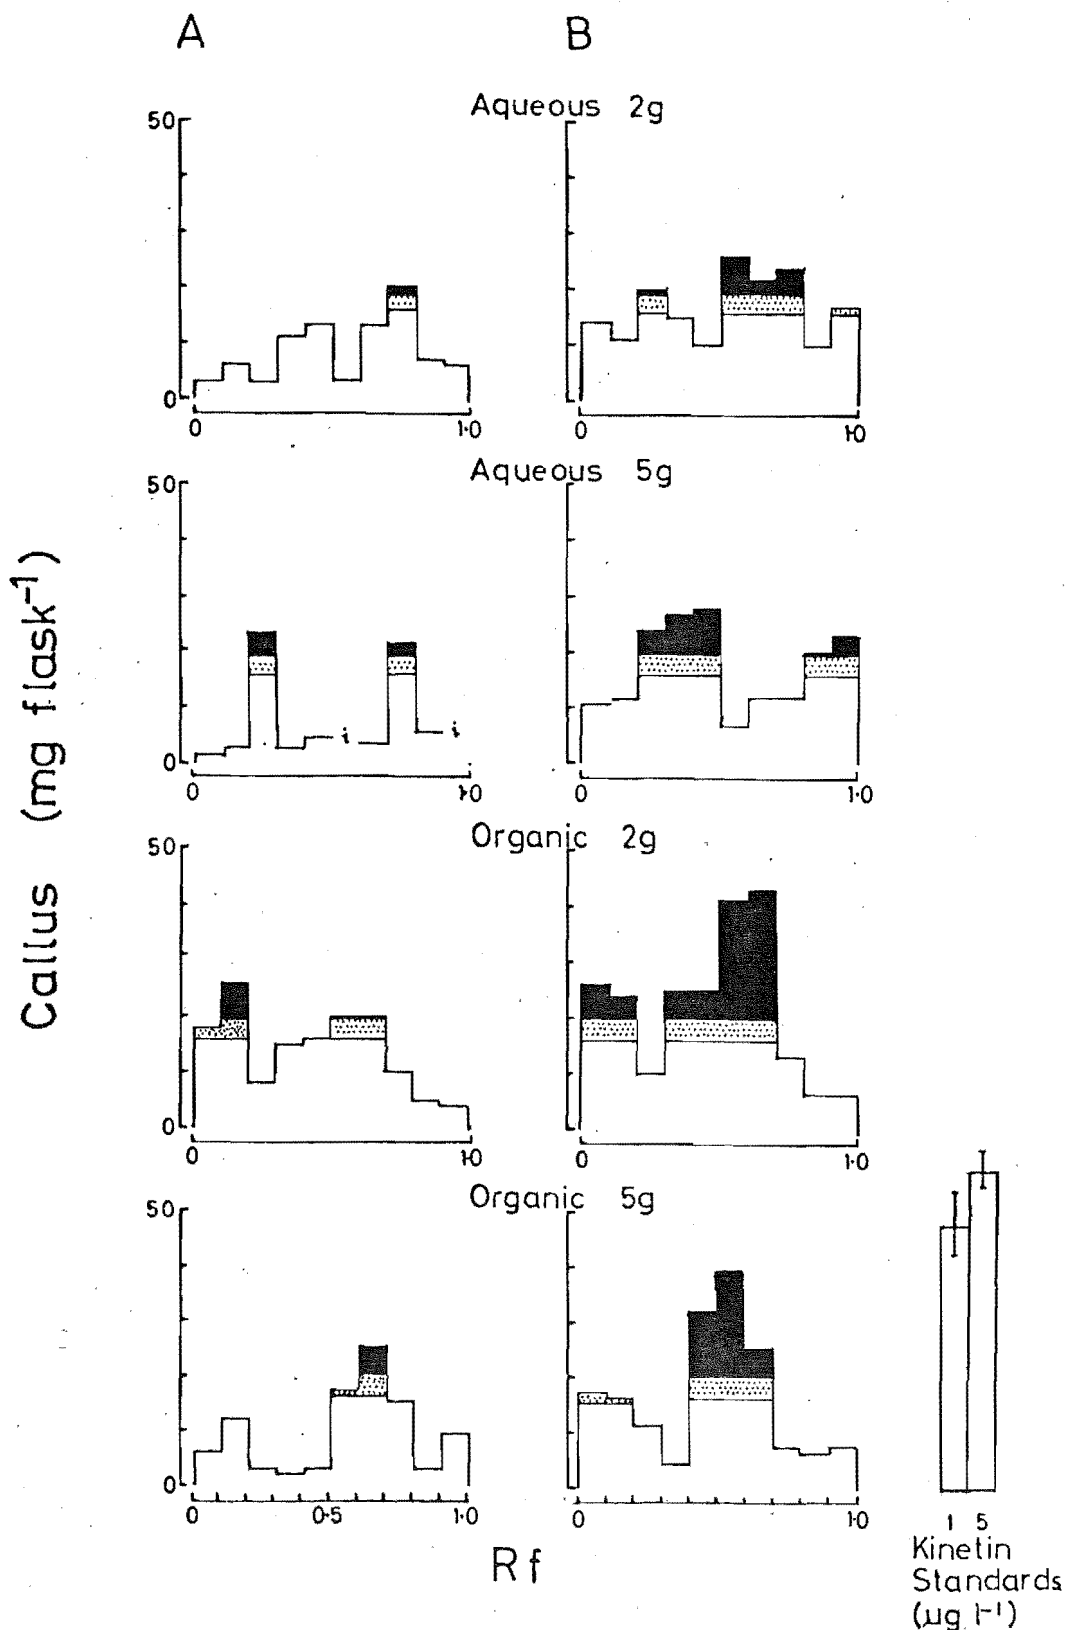 A B
Aqueous 2g
50
0
0 1·0 0 1·0
Aqueous 5g
50
i i
0
0 1·0 0 1·0
Callus (mg flask⁻¹)
Organic 2g
50
0
0 1·0 0 1·0
Organic 5g
50
0
0 0·5 1·0 0 1·0
Rf
1 5
Kinetin
Standards
(µg l⁻¹)